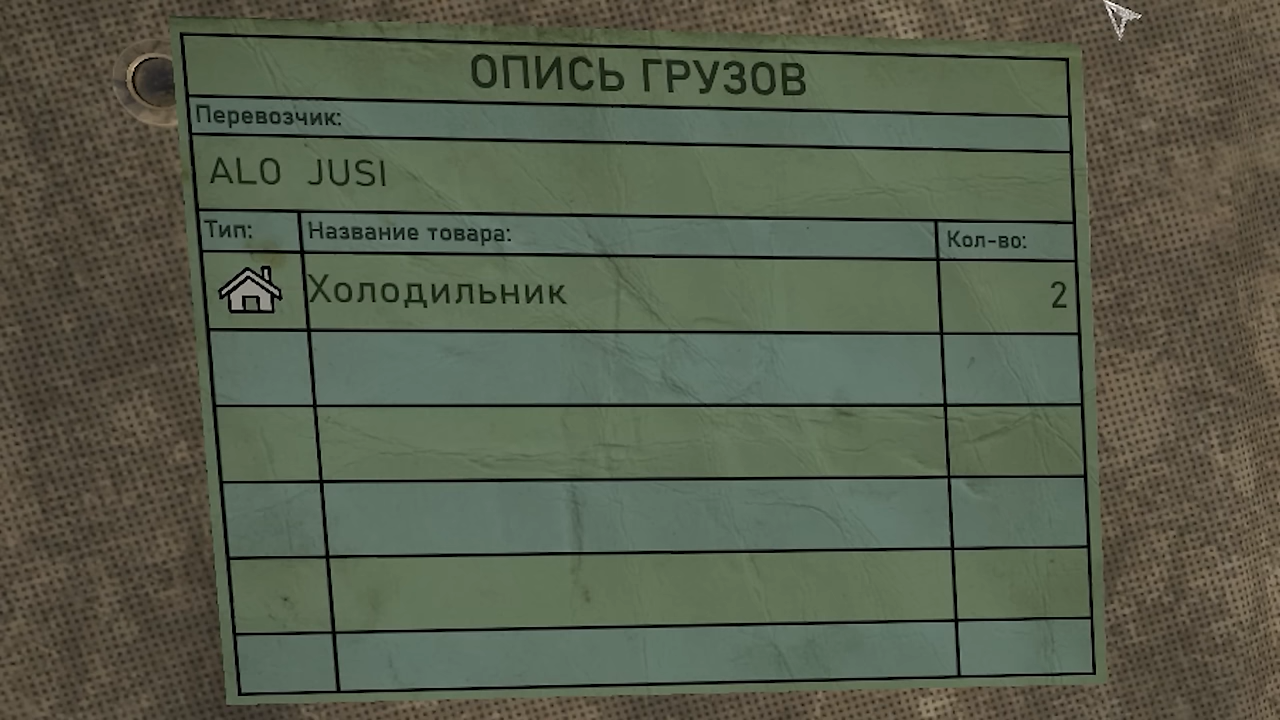 ОПИСЬ ГРУЗОВ
Перевозчик:
ALO JUSI
Тип: Название товара: Кол-во:
Холодильник 2